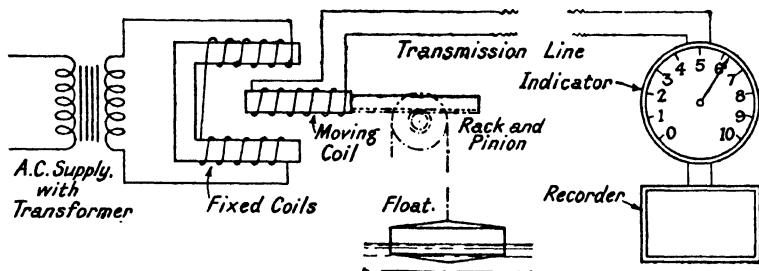 Transmission Line
Indicator
0 1 2 3 4 5 6 7 8 9 10
Moving
Coil
Rack and
Pinion
A.C. Supply.
with
Transformer
Fixed Coils
Float.
Recorder